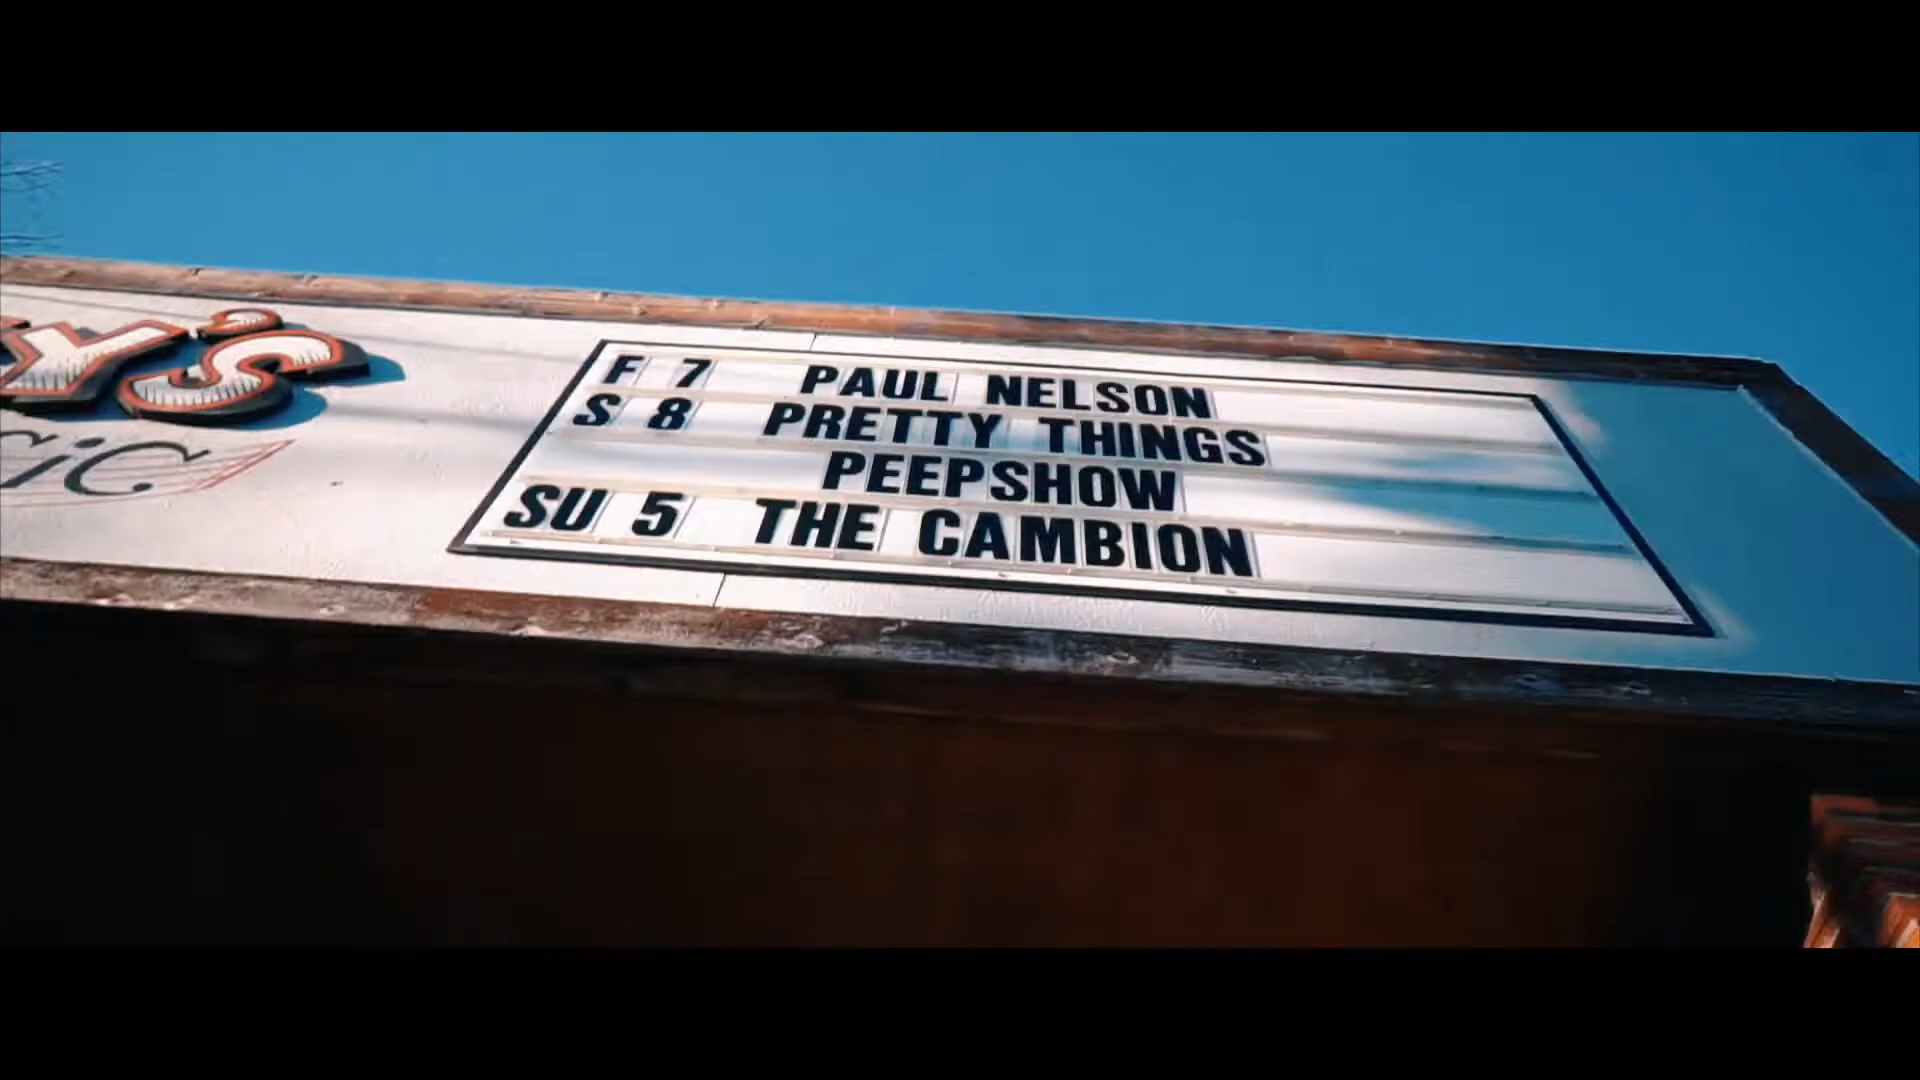 Y'S
F 7 PAUL NELSON
S 8 PRETTY THINGS
PEEPSHOW
SU 5 THE CAMBION